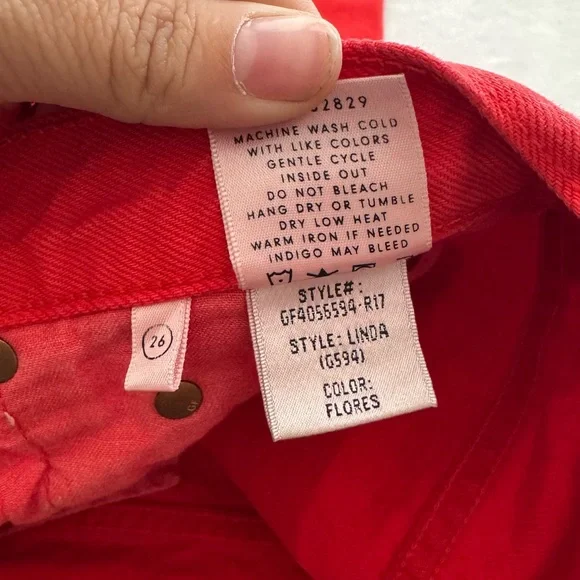 2829
MACHINE WASH COLD
WITH LIKE COLORS
GENTLE CYCLE
INSIDE OUT
DO NOT BLEACH
HANG DRY OR TUMBLE
DRY LOW HEAT
WARM IRON IF NEEDED
INDIGO MAY BLEED
STYLE#:
GF4056594-R17
STYLE: LINDA
(G594)
COLOR:
FLORES
26